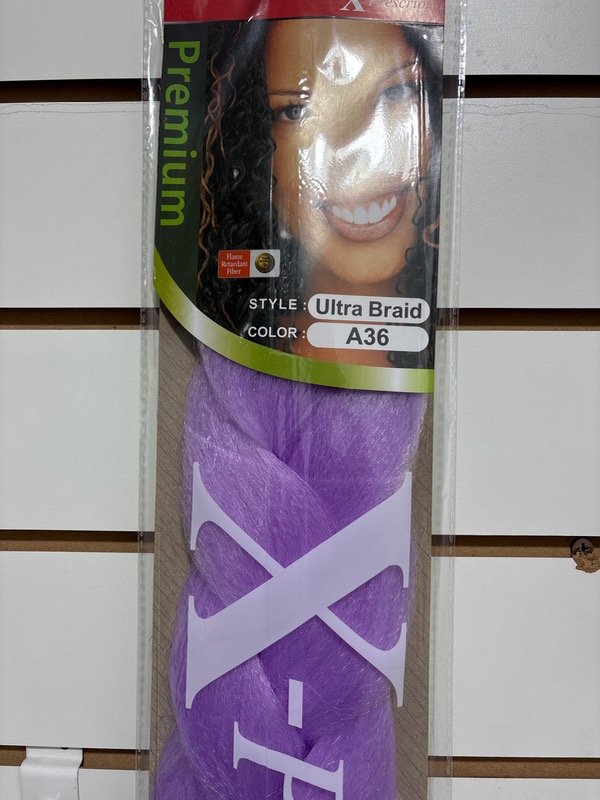 X
Premium
Flame
Retardant
Fiber
STYLE : Ultra Braid
COLOR : A36
X-P